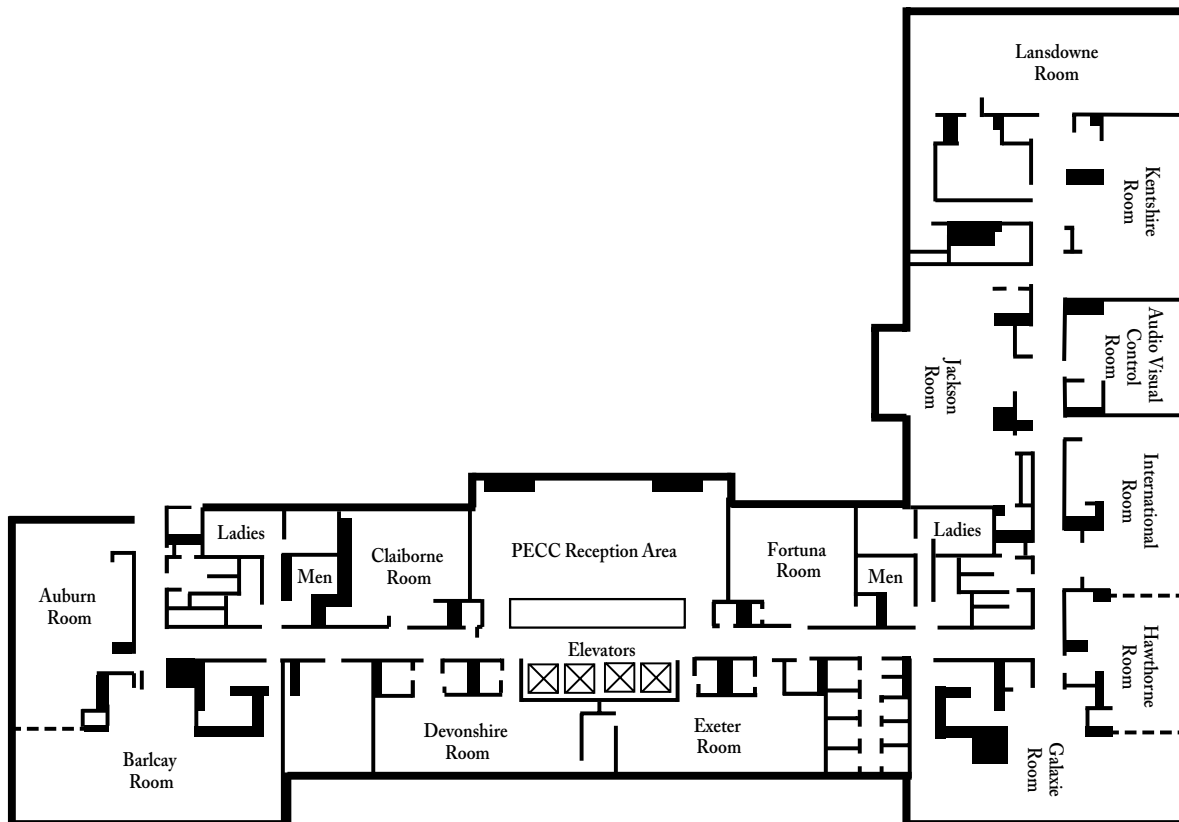 Lansdowne
Room
Kentshire
Room
Audio Visual
Control
Room
Jackson
Room
International
Room
Ladies
Men
Claiborne
Room
PECC Reception Area
Fortuna
Room
Men
Ladies
Auburn
Room
Hawthorne
Room
Elevators
Devonshire
Room
Exeter
Room
Barlcay
Room
Galaxie
Room